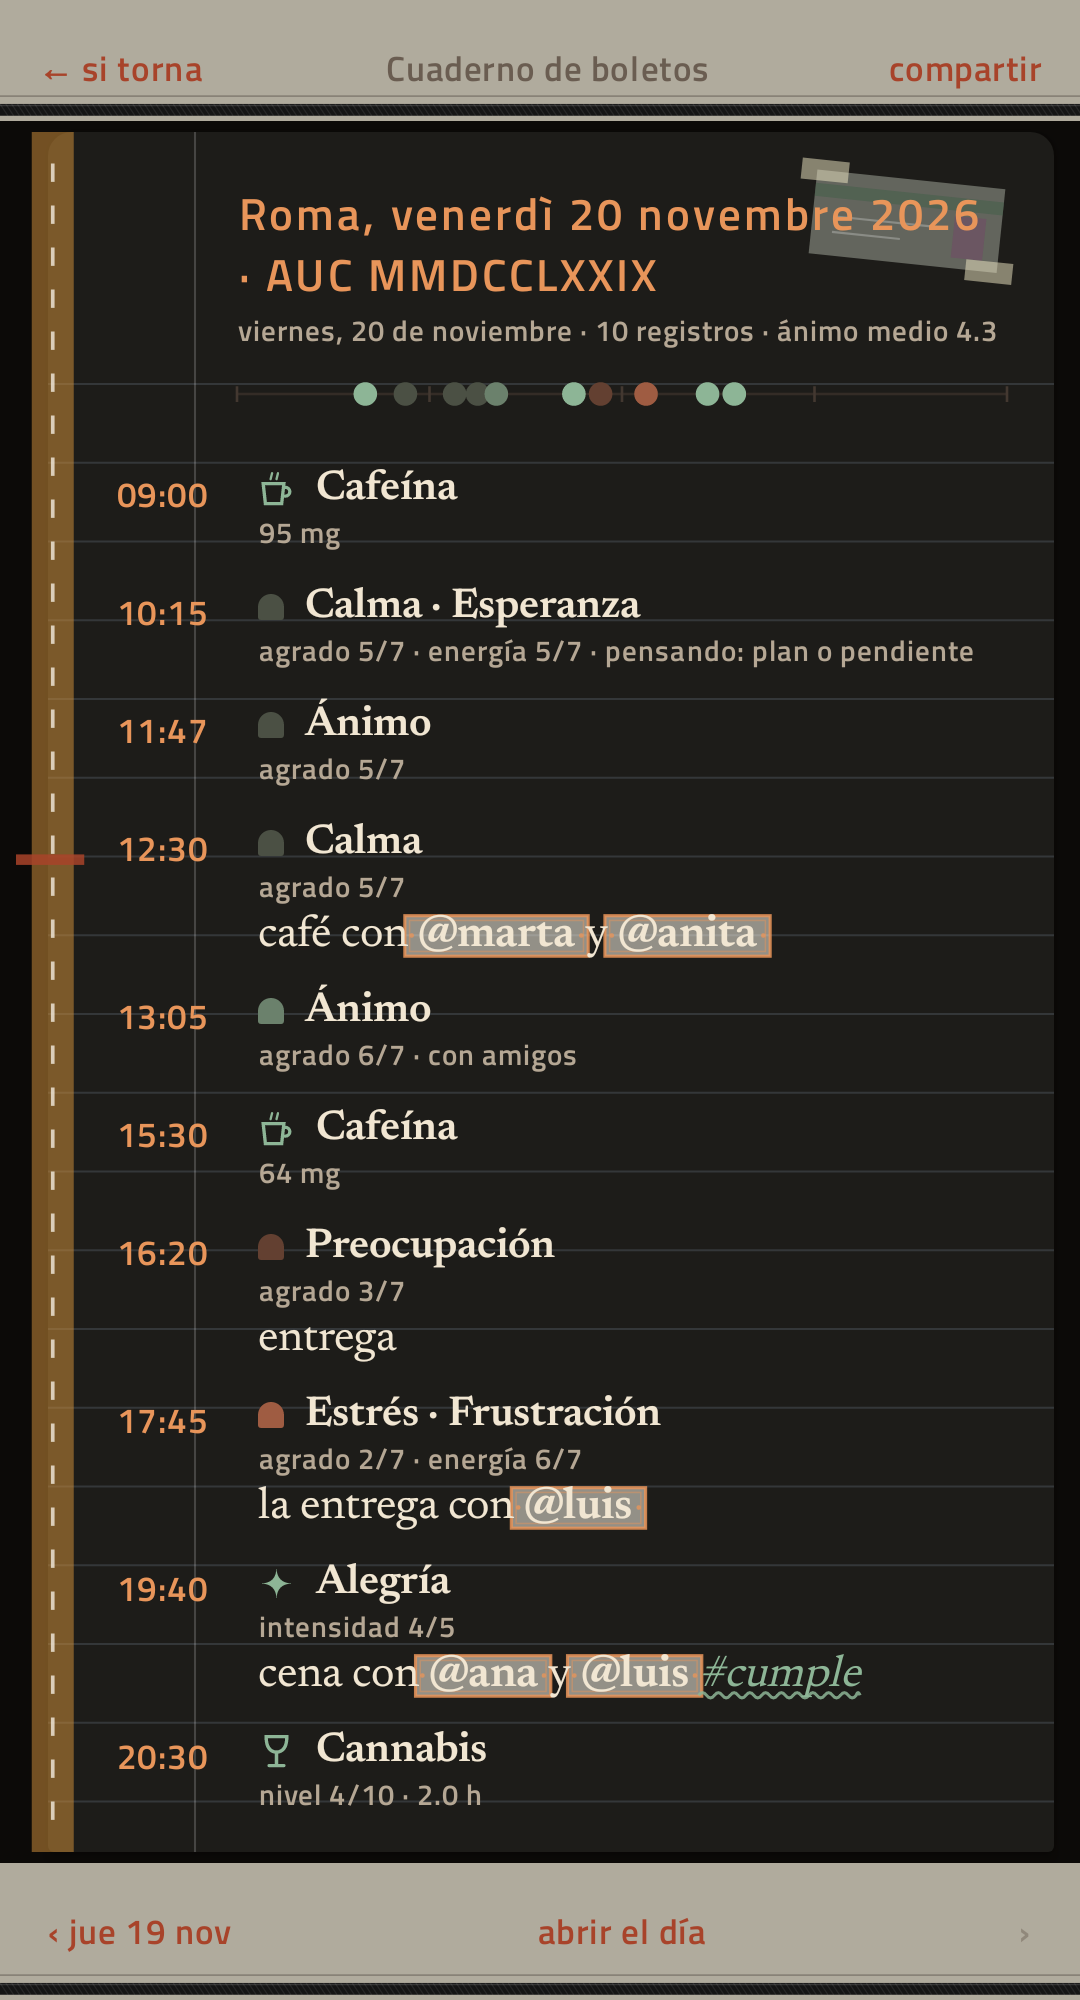 ← si torna
Cuaderno de boletos
compartir
Roma, venerdì 20 novembre 2026
· AUC MMDCCLXXIX
viernes, 20 de noviembre · 10 registros · ánimo medio 4.3
09:00 Cafeína
95 mg
10:15 Calma · Esperanza
agrado 5/7 · energía 5/7 · pensando: plan o pendiente
11:47 Ánimo
agrado 5/7
12:30 Calma
agrado 5/7
café con @marta y @anita
13:05 Ánimo
agrado 6/7 · con amigos
15:30 Cafeína
64 mg
16:20 Preocupación
agrado 3/7
entrega
17:45 Estrés · Frustración
agrado 2/7 · energía 6/7
la entrega con @luis
19:40 Alegría
intensidad 4/5
cena con @ana y @luis #cumple
20:30 Cannabis
nivel 4/10 · 2.0 h
‹ jue 19 nov
abrir el día
›